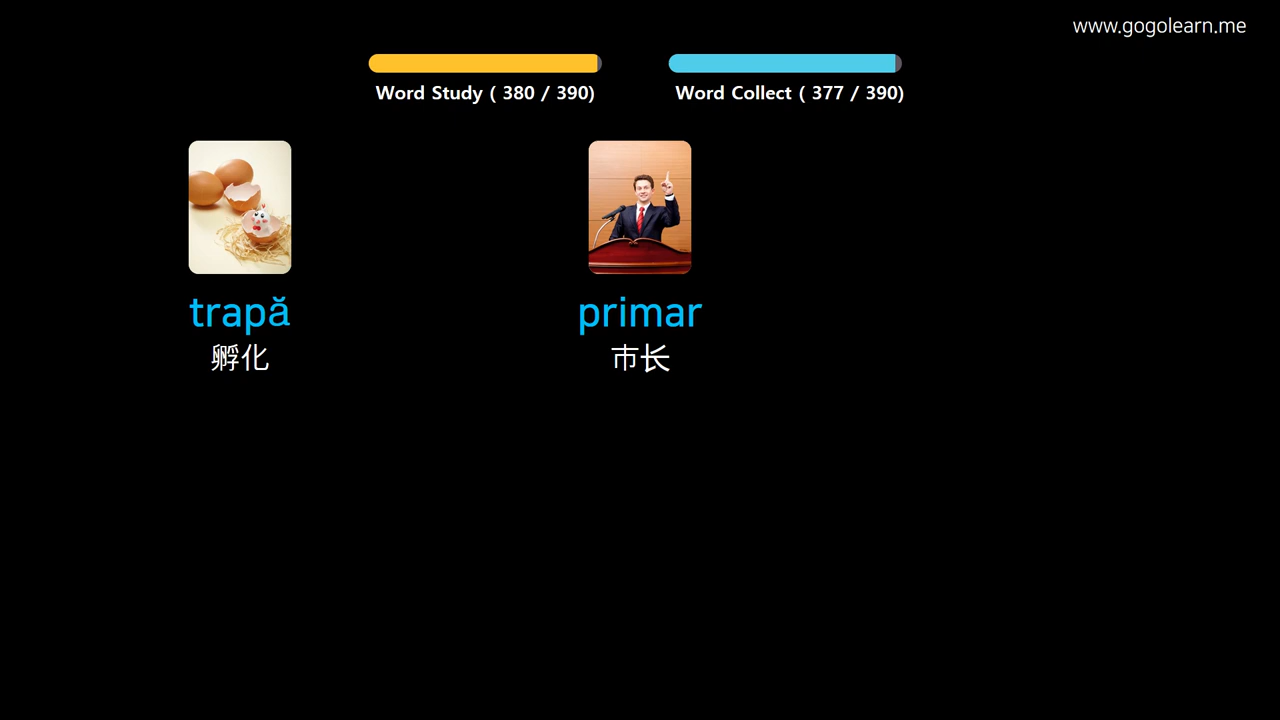 www.gogolearn.me
Word Study ( 380 / 390)
Word Collect ( 377 / 390)
trapă
孵化
primar
市长